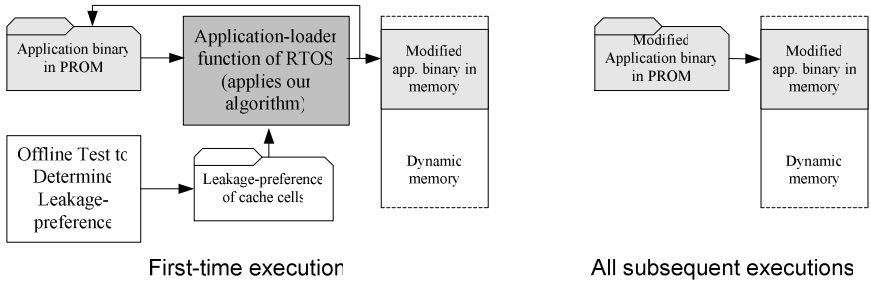 Application binary
in PROM
Application-loader
function of RTOS
(applies our
algorithm)
Modified
app. binary in
memory
Dynamic
memory
Offline Test to
Determine
Leakage-
preference
Leakage-preference
of cache cells
First-time execution
Modified
Application binary
in PROM
Modified
app. binary in
memory
Dynamic
memory
All subsequent executions